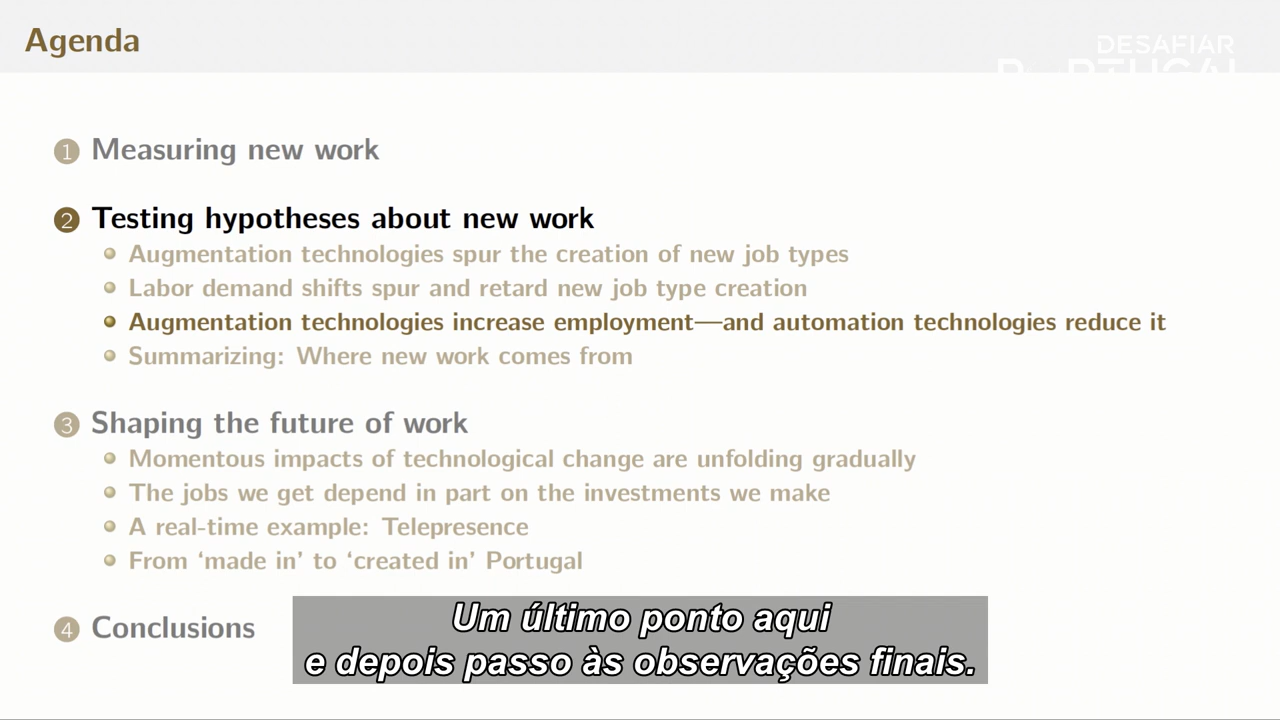 Agenda
DESAFIAR
PORTUGAL
1 Measuring new work
2 Testing hypotheses about new work
Augmentation technologies spur the creation of new job types
Labor demand shifts spur and retard new job type creation
Augmentation technologies increase employment—and automation technologies reduce it
Summarizing: Where new work comes from
3 Shaping the future of work
Momentous impacts of technological change are unfolding gradually
The jobs we get depend in part on the investments we make
A real-time example: Telepresence
From ‘made in’ to ‘created in’ Portugal
4 Conclusions
Um último ponto aqui
e depois passo às observações finais.